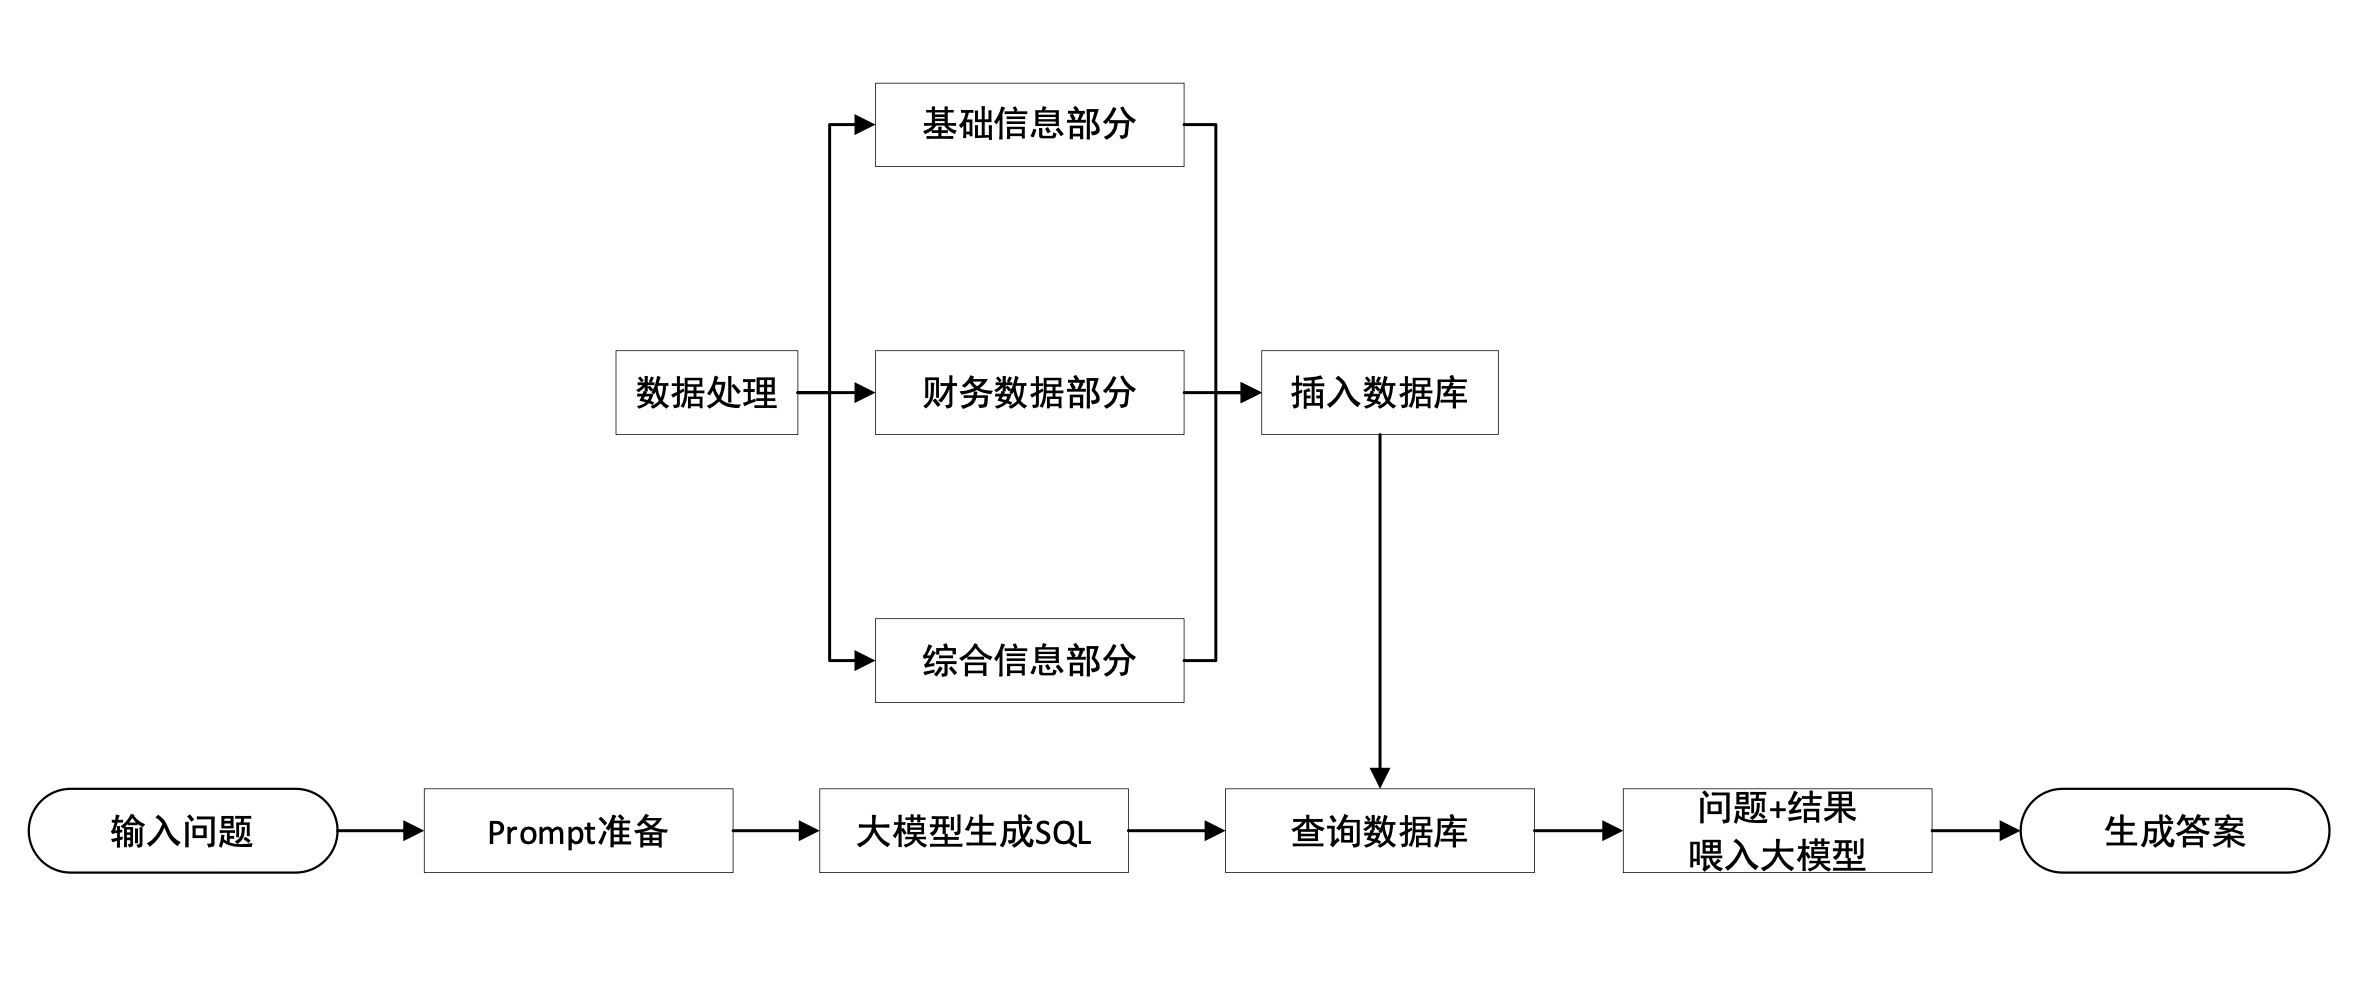 基础信息部分
数据处理
财务数据部分
插入数据库
综合信息部分
输入问题
Prompt准备
大模型生成SQL
查询数据库
问题+结果
喂入大模型
生成答案